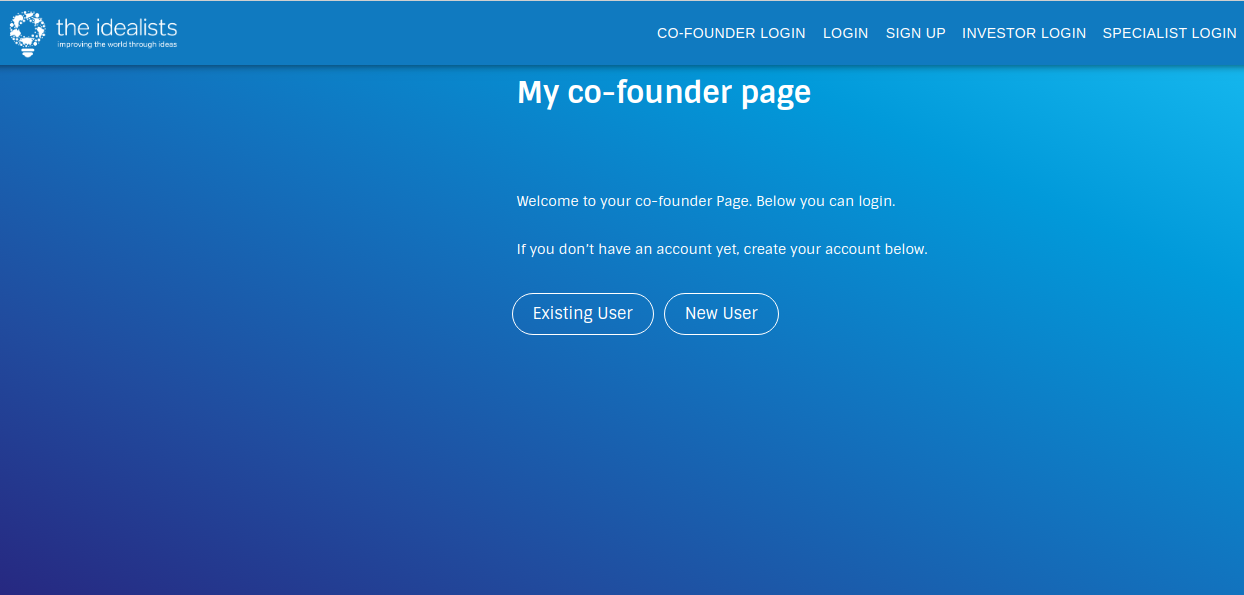 the idealists
improving the world through ideas
CO-FOUNDER LOGIN LOGIN SIGN UP INVESTOR LOGIN SPECIALIST LOGIN
My co-founder page
Welcome to your co-founder Page. Below you can login.
If you don't have an account yet, create your account below.
Existing User New User